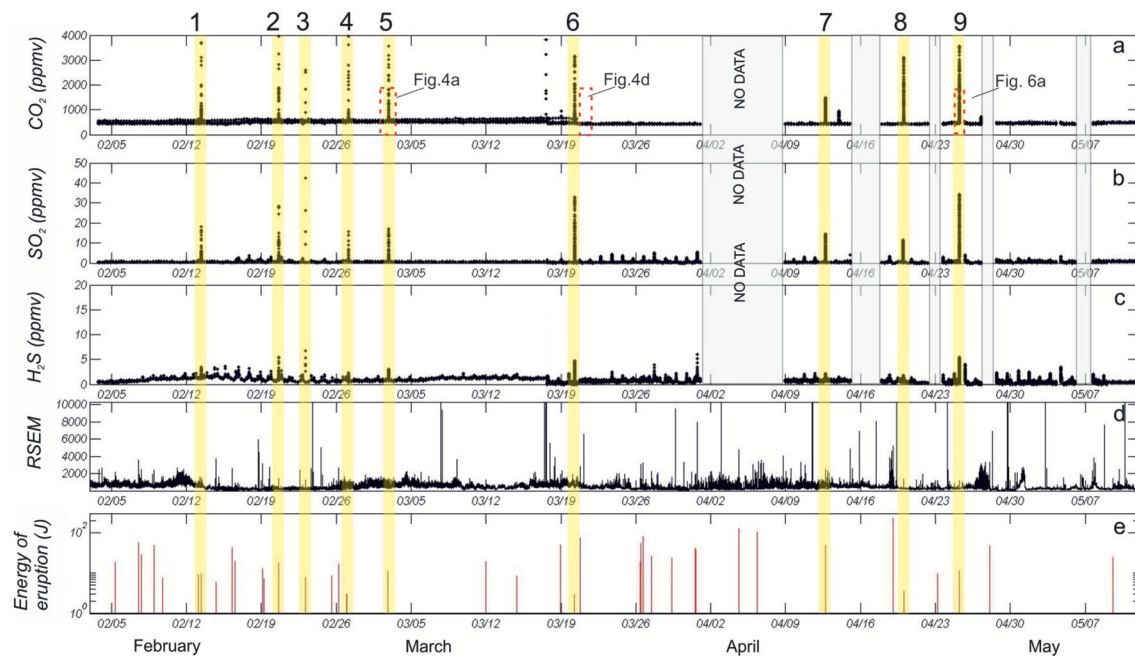 1 2 3 4 5 6 7 8 9
4000 a
3000
CO2 (ppmv)
2000
1000
0
Fig.4a Fig.4d NO DATA Fig. 6a
02/05 02/12 02/19 02/26 03/05 03/12 03/19 03/26 04/02 04/09 04/16 04/23 04/30 05/07
50 b
40
30
SO2 (ppmv)
20
10
0
NO DATA
02/05 02/12 02/19 02/26 03/05 03/12 03/19 03/26 04/02 04/09 04/16 04/23 04/30 05/07
20 c
15
H2S (ppmv)
10
5
0
NO DATA
02/05 02/12 02/19 02/26 03/05 03/12 03/19 03/26 04/02 04/09 04/16 04/23 04/30 05/07
10000 d
8000
RSEM
6000
4000
2000
02/05 02/12 02/19 02/26 03/05 03/12 03/19 03/26 04/02 04/09 04/16 04/23 04/30 05/07
e
10²
Energy of
eruption (J)
10⁰
02/05 02/12 02/19 02/26 03/05 03/12 03/19 03/26 04/02 04/09 04/16 04/23 04/30 05/07
February March April May